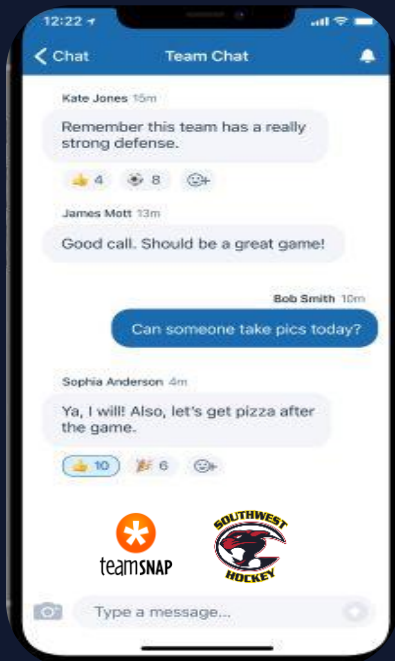 12:22
Chat
Team Chat
Kate Jones 15m
Remember this team has a really
strong defense.
4
8
James Mott 13m
Good call. Should be a great game!
Bob Smith 10m
Can someone take pics today?
Sophia Anderson 4m
Ya, I will! Also, let's get pizza after
the game.
10
6
teamSNAP
SOUTHWEST
HOCKEY
Type a message...